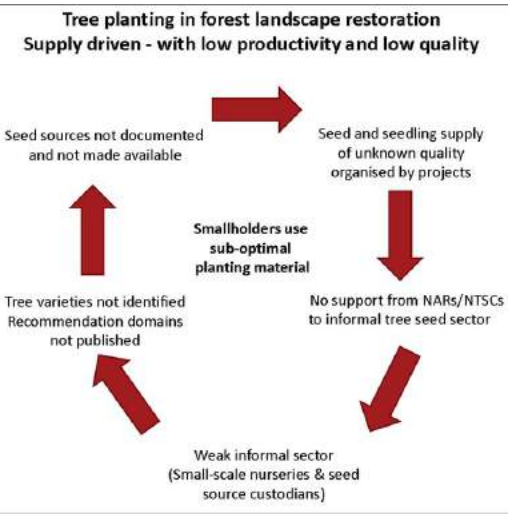 Tree planting in forest landscape restoration
Supply driven - with low productivity and low quality
Seed sources not documented
and not made available
Seed and seedling supply
of unknown quality
organised by projects
Smallholders use
sub-optimal
planting material
Tree varieties not identified
Recommendation domains
not published
No support from NARs/NTSCs
to informal tree seed sector
Weak informal sector
(Small-scale nurseries & seed
source custodians)